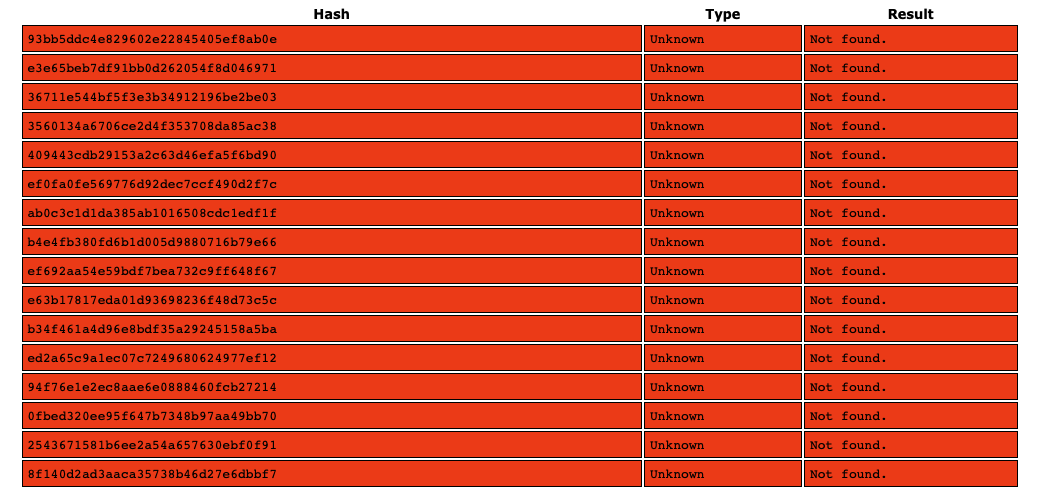 Hash Type Result
93bb5ddc4e829602e22845405ef8ab0e Unknown Not found.
e3e65beb7df91bb0d262054f8d046971 Unknown Not found.
36711e544bf5f3e3b34912196be2be03 Unknown Not found.
3560134a6706ce2d4f353708da85ac38 Unknown Not found.
409443cdb29153a2c63d46efa5f6bd90 Unknown Not found.
ef0fa0fe569776d92dec7ccf490d2f7c Unknown Not found.
ab0c3c1d1da385ab1016508cdc1edf1f Unknown Not found.
b4e4fb380fd6b1d005d9880716b79e66 Unknown Not found.
ef692aa54e59bdf7bea732c9ff648f67 Unknown Not found.
e63b17817eda01d93698236f48d73c5c Unknown Not found.
b34f461a4d96e8bdf35a29245158a5ba Unknown Not found.
ed2a65c9a1ec07c7249680624977ef12 Unknown Not found.
94f76e1e2ec8aae6e0888460fcb27214 Unknown Not found.
0fbed320ee95f647b7348b97aa49bb70 Unknown Not found.
2543671581b6ee2a54a657630ebf0f91 Unknown Not found.
8f140d2ad3aaca35738b46d27e6dbbf7 Unknown Not found.